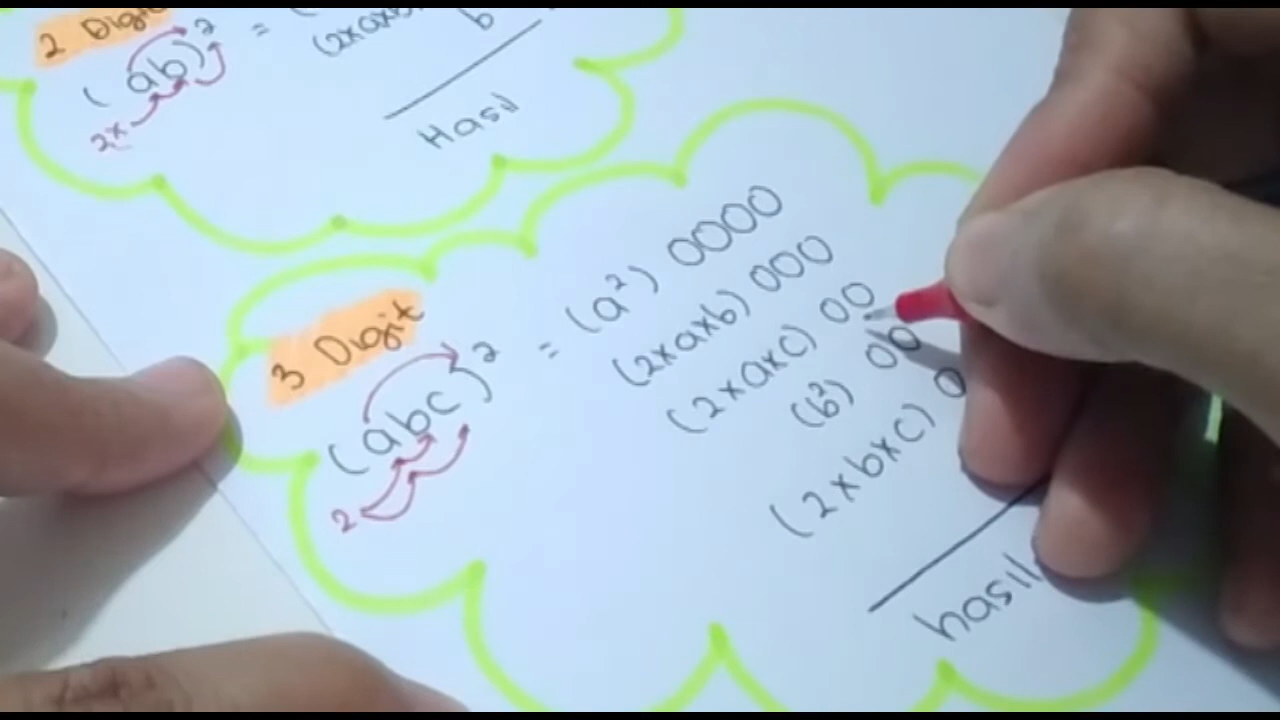 2 Digit
(2xaxb)
(ab)² =
b
2x
Hasil
3 Digit
(abc)² = (a²) 0000
2
(2xaxb) 000
(2xaxc) 00
(b²) 00
(2xbxc) 0
hasil